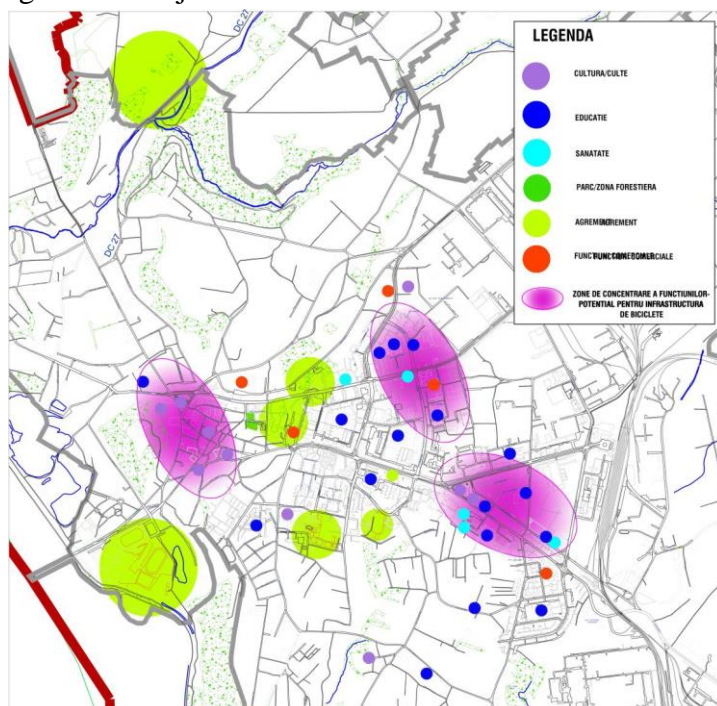 DC 27
DC 27
LEGENDA
CULTURA/CULTE
EDUCATIE
SANATATE
PARC/ZONA FORESTIERA
AGREMENT
ZONE DE CONCENTRARE A FUNCTIUNILOR-
POTENTIAL PENTRU INFRASTRUCTURA
DE BICICLETE